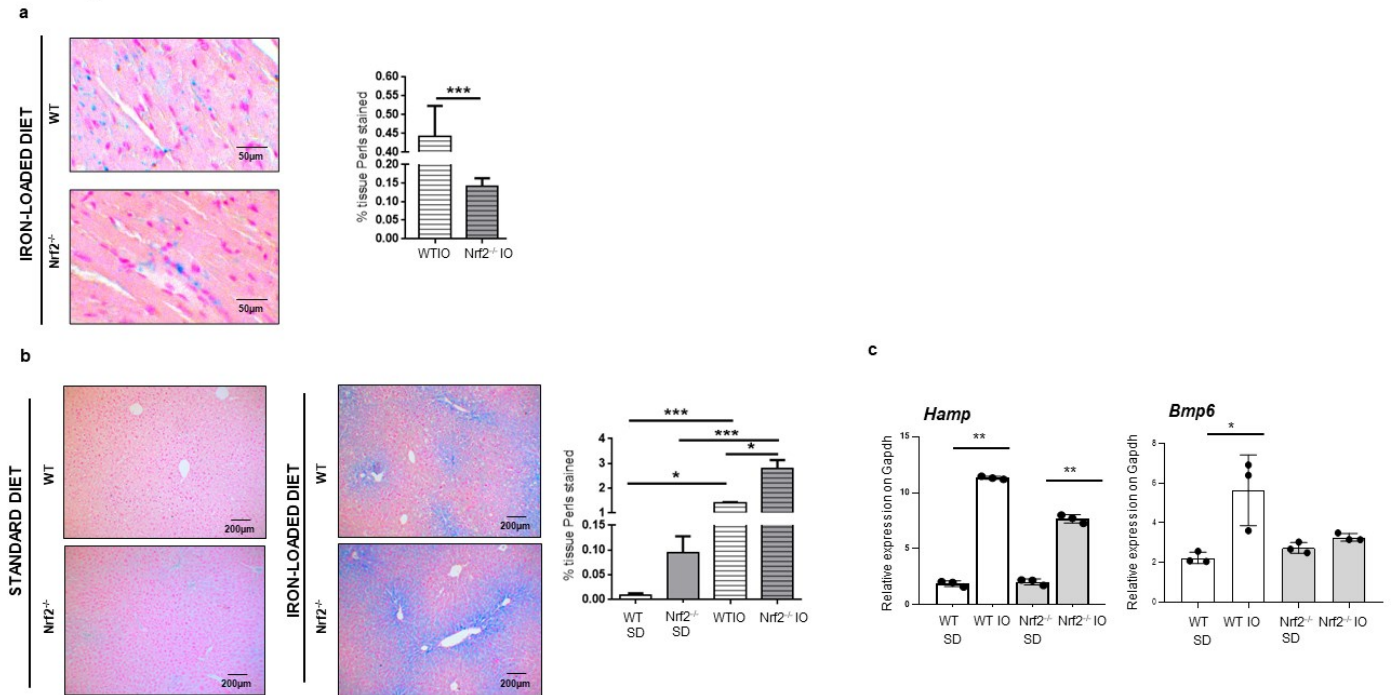 a
IRON-LOADED DIET
WT
50µm
Nrf2-/-
50µm
% tissue Perls stained
0.60
0.55
0.50
0.45
0.40
0.20
0.15
0.10
0.05
0.00
***
WTIO
Nrf2-/- IO
b
STANDARD DIET
WT
200µm
Nrf2-/-
200µm
IRON-LOADED DIET
WT
200µm
Nrf2-/-
200µm
% tissue Perls stained
4
3
2
1
0.15
0.10
0.05
0.00
***
***
*
*
WT
SD
Nrf2-/-
SD
WTIO
Nrf2-/- IO
c
Hamp
Relative expression on Gapdh
15
10
5
0
**
**
WT
SD
WT IO
Nrf2-/-
SD
Nrf2-/- IO
Bmp6
Relative expression on Gapdh
8
6
4
2
0
*
WT
SD
WT IO
Nrf2-/-
SD
Nrf2-/- IO